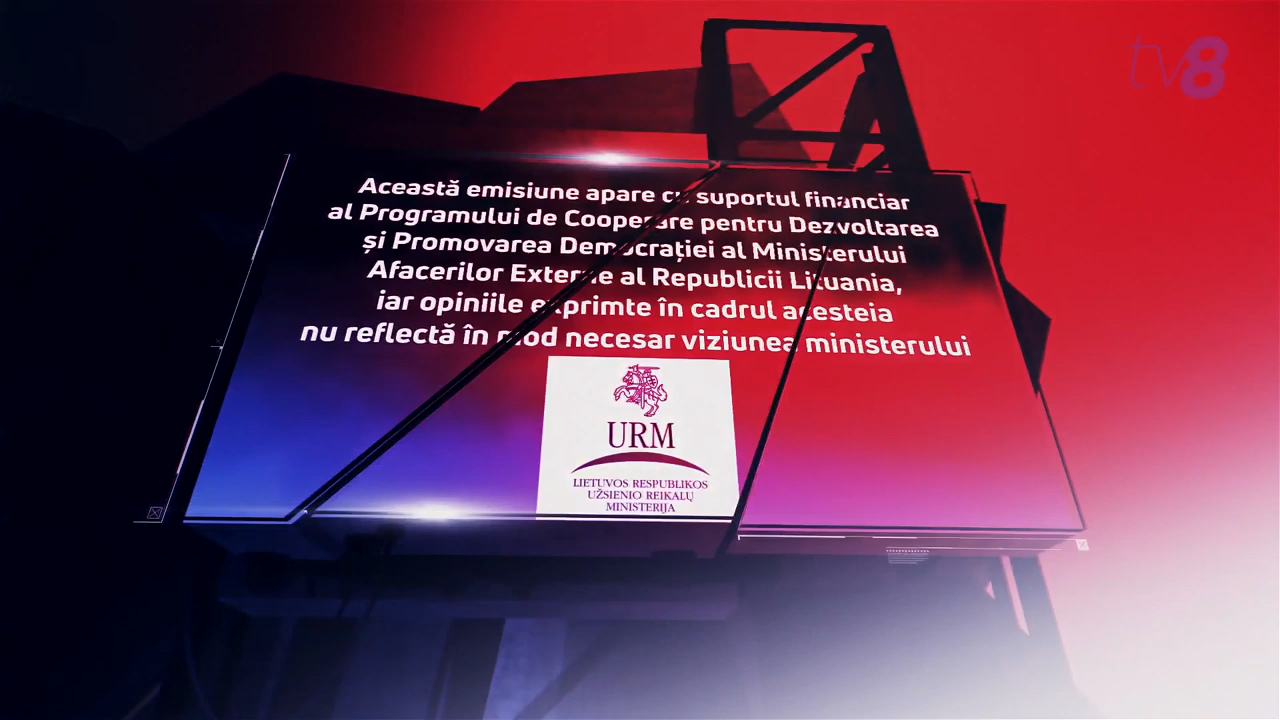 tv8
Această emisiune apare cu suportul financiar
al Programului de Cooperare pentru Dezvoltarea
și Promovarea Democrației al Ministerului
Afacerilor Externe al Republicii Lituania,
iar opiniile exprimte în cadrul acesteia
nu reflectă în mod necesar viziunea ministerului
URM
LIETUVOS RESPUBLIKOS
UŽSIENIO REIKALŲ
MINISTERIJA